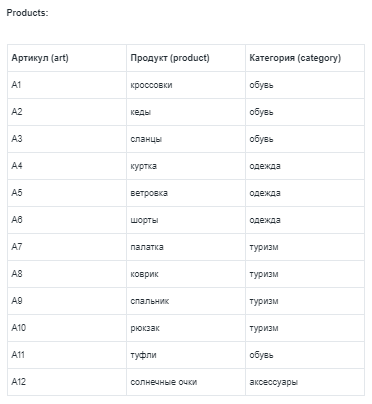 Products:
Артикул (art) Продукт (product) Категория (category)
A1 кроссовки обувь
A2 кеды обувь
A3 сланцы обувь
A4 куртка одежда
A5 ветровка одежда
A6 шорты одежда
A7 палатка туризм
A8 коврик туризм
A9 спальник туризм
A10 рюкзак туризм
A11 туфли обувь
A12 солнечные очки аксессуары